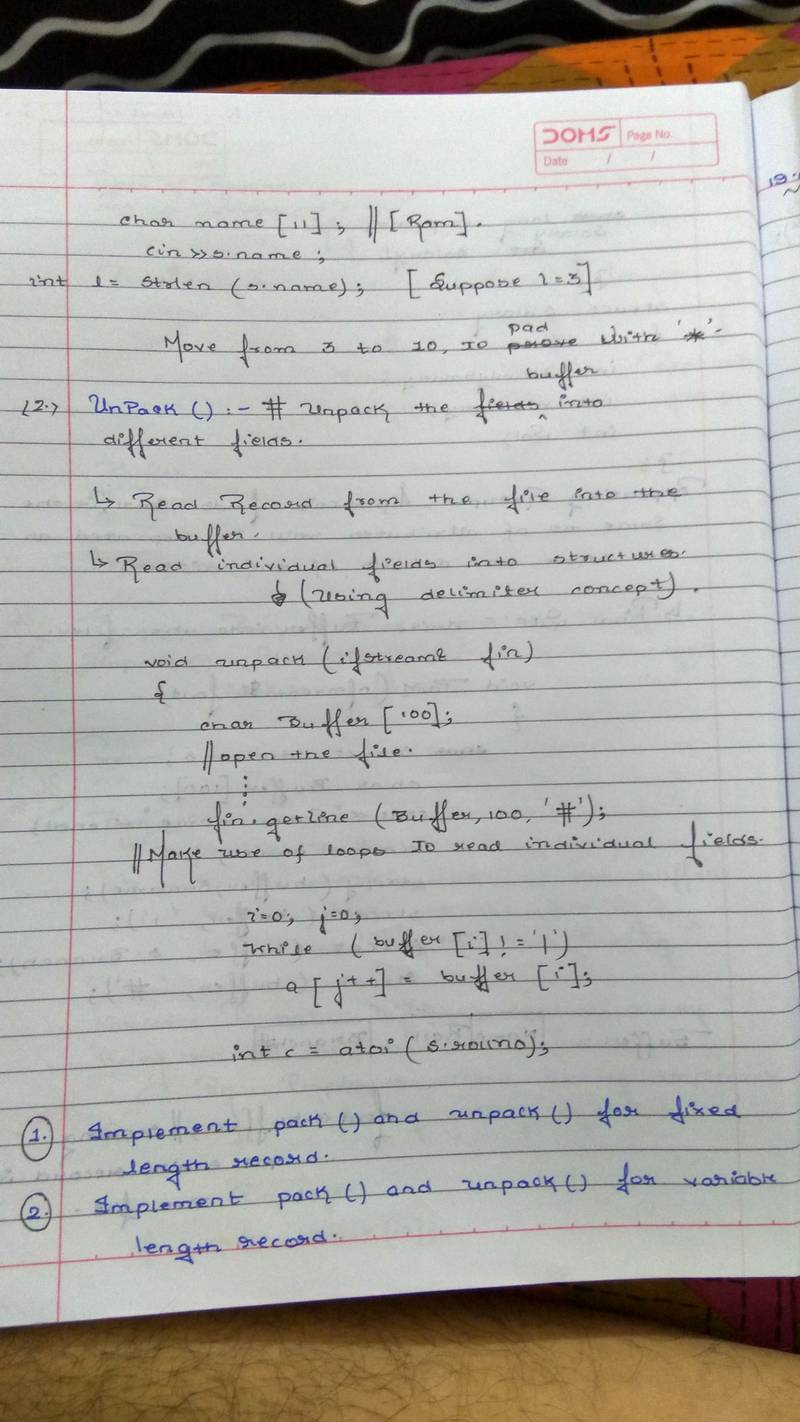 DOMS Page No.
Date / /
19.
char name [11]; // [Ram].
cin >> s.name;
int l = strlen (s.name); [Suppose l=3]
pad
Move from 3 to 10, to with '*'-
buffer
(2.) UnPack () :- # Unpack the fields into
different fields.
↳ Read Record from the file into the
buffer.
↳ Read individual fields into structures.
↳ (Using delimiter concept).
void unpack (ifstream& fin)
{
char Buffer [100];
// open the file.
⋮
fin.getline (Buffer, 100, '#');
// Make use of loops to read individual fields.
i=0, j=0;
while (buffer [i] != '|')
a [j++] = buffer [i];
int c = atoi (s.rollno);
1. Implement pack () and unpack () for fixed
length record.
2. Implement pack () and unpack () for variable
length record.